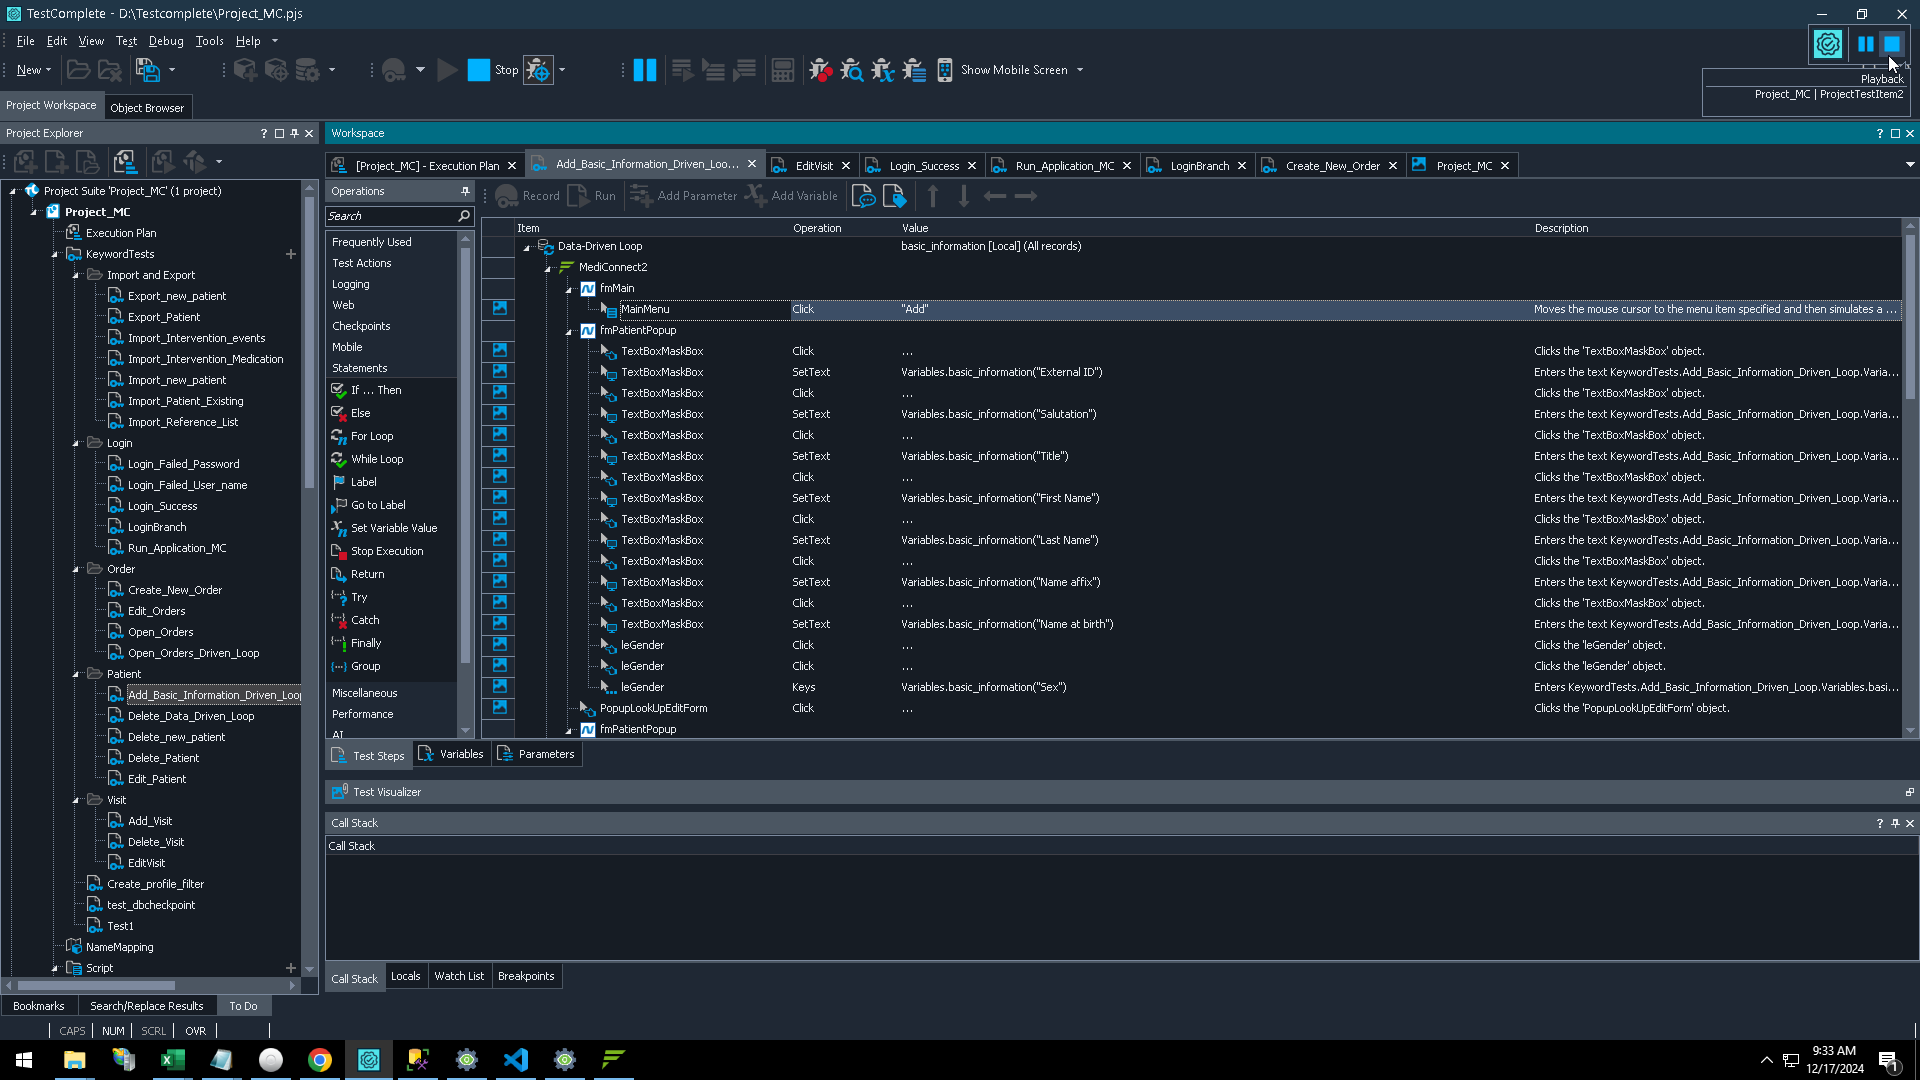 TestComplete - D:\Testcomplete\Project_MC.pjs
File Edit View Test Debug Tools Help
New Stop Show Mobile Screen
Playback
Project_MC | ProjectTestItem2
Project Workspace Object Browser
Project Explorer
Project Suite 'Project_MC' (1 project)
Project_MC
Execution Plan
KeywordTests
Import and Export
Export_new_patient
Export_Patient
Import_Intervention_events
Import_Intervention_Medication
Import_new_patient
Import_Patient_Existing
Import_Reference_List
Login
Login_Failed_Password
Login_Failed_User_name
Login_Success
LoginBranch
Run_Application_MC
Order
Create_New_Order
Edit_Orders
Open_Orders
Open_Orders_Driven_Loop
Patient
Add_Basic_Information_Driven_Loop
Delete_Data_Driven_Loop
Delete_new_patient
Delete_Patient
Edit_Patient
Visit
Add_Visit
Delete_Visit
EditVisit
Create_profile_filter
test_dbcheckpoint
Test1
NameMapping
Script
Bookmarks Search/Replace Results To Do
Workspace
[Project_MC] - Execution Plan Add_Basic_Information_Driven_Loo... EditVisit Login_Success Run_Application_MC LoginBranch Create_New_Order Project_MC
Operations
Search
Frequently Used
Test Actions
Logging
Web
Checkpoints
Mobile
Statements
If ... Then
Else
For Loop
While Loop
Label
Go to Label
Set Variable Value
Stop Execution
Return
Try
Catch
Finally
Group
Miscellaneous
Performance
AI
Record Run Add Parameter Add Variable
Item Operation Value Description
Data-Driven Loop basic_information [Local] (All records)
MediConnect2
fmMain
MainMenu Click "Add" Moves the mouse cursor to the menu item specified and then simulates a ...
fmPatientPopup
TextBoxMaskBox Click ... Clicks the 'TextBoxMaskBox' object.
TextBoxMaskBox SetText Variables.basic_information("External ID") Enters the text KeywordTests.Add_Basic_Information_Driven_Loop.Varia...
TextBoxMaskBox Click ... Clicks the 'TextBoxMaskBox' object.
TextBoxMaskBox SetText Variables.basic_information("Salutation") Enters the text KeywordTests.Add_Basic_Information_Driven_Loop.Varia...
TextBoxMaskBox Click ... Clicks the 'TextBoxMaskBox' object.
TextBoxMaskBox SetText Variables.basic_information("Title") Enters the text KeywordTests.Add_Basic_Information_Driven_Loop.Varia...
TextBoxMaskBox Click ... Clicks the 'TextBoxMaskBox' object.
TextBoxMaskBox SetText Variables.basic_information("First Name") Enters the text KeywordTests.Add_Basic_Information_Driven_Loop.Varia...
TextBoxMaskBox Click ... Clicks the 'TextBoxMaskBox' object.
TextBoxMaskBox SetText Variables.basic_information("Last Name") Enters the text KeywordTests.Add_Basic_Information_Driven_Loop.Varia...
TextBoxMaskBox Click ... Clicks the 'TextBoxMaskBox' object.
TextBoxMaskBox SetText Variables.basic_information("Name affix") Enters the text KeywordTests.Add_Basic_Information_Driven_Loop.Varia...
TextBoxMaskBox Click ... Clicks the 'TextBoxMaskBox' object.
TextBoxMaskBox SetText Variables.basic_information("Name at birth") Enters the text KeywordTests.Add_Basic_Information_Driven_Loop.Varia...
leGender Click ... Clicks the 'leGender' object.
leGender Click ... Clicks the 'leGender' object.
leGender Keys Variables.basic_information("Sex") Enters KeywordTests.Add_Basic_Information_Driven_Loop.Variables.basi...
PopupLookUpEditForm Click ... Clicks the 'PopupLookUpEditForm' object.
fmPatientPopup
Test Steps Variables Parameters
Test Visualizer
Call Stack
Call Stack
Call Stack Locals Watch List Breakpoints
CAPS NUM SCRL OVR
9:33 AM
12/17/2024
1